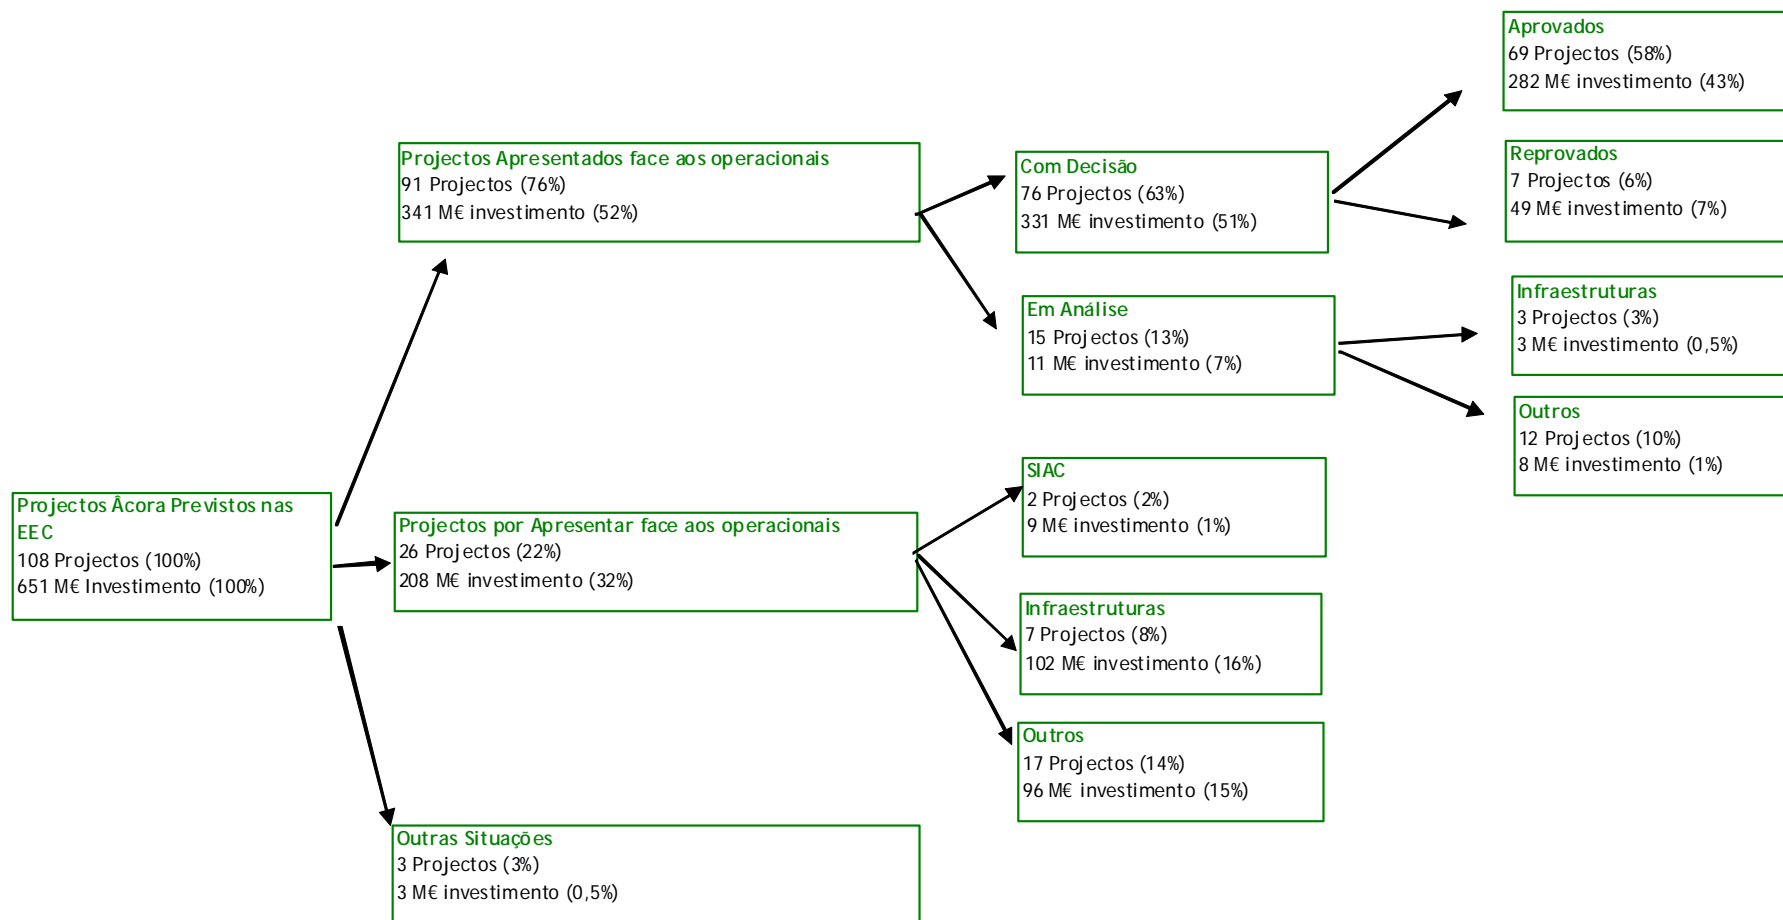 Aprovados
69 Projectos (58%)
282 M€ investimento (43%)
Projectos Apresentados face aos operacionais
91 Projectos (76%)
341 M€ investimento (52%)
Com Decisão
76 Projectos (63%)
331 M€ investimento (51%)
Reprovados
7 Projectos (6%)
49 M€ investimento (7%)
Em Análise
15 Projectos (13%)
11 M€ investimento (7%)
Infraestruturas
3 Projectos (3%)
3 M€ investimento (0,5%)
Outros
12 Projectos (10%)
8 M€ investimento (1%)
Projectos Âcora Previstos nas
EEC
108 Projectos (100%)
651 M€ Investimento (100%)
Projectos por Apresentar face aos operacionais
26 Projectos (22%)
208 M€ investimento (32%)
SIAC
2 Projectos (2%)
9 M€ investimento (1%)
Infraestruturas
7 Projectos (8%)
102 M€ investimento (16%)
Outros
17 Projectos (14%)
96 M€ investimento (15%)
Outras Situações
3 Projectos (3%)
3 M€ investimento (0,5%)